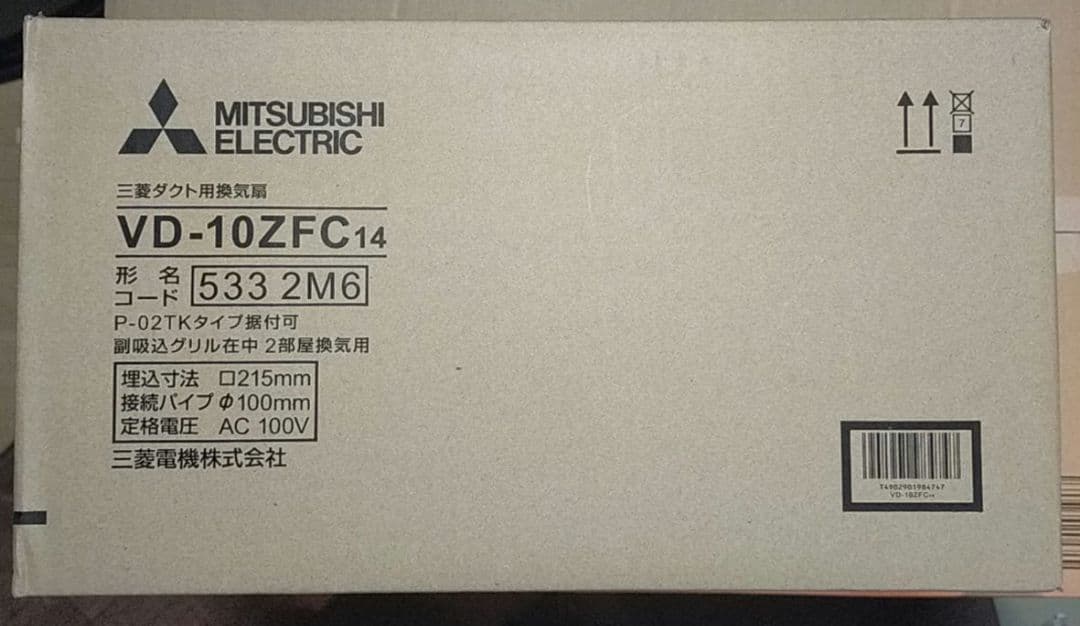 MITSUBISHI
ELECTRIC
三菱ダクト用換気扇
VD-10ZFC14
形名
コード
533 2M6
P-02TKタイプ据付可
副吸込グリル在中 2部屋換気用
埋込寸法 □215mm
接続パイプ φ100mm
定格電圧 AC 100V
三菱電機株式会社
7
T4902901984747
VD-10ZFC14